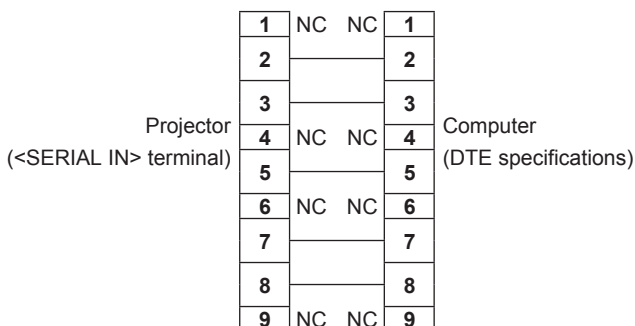 1 NC NC 1
2 2
3 3
Projector
(<SERIAL IN> terminal)
4 NC NC 4
Computer
(DTE specifications)
5 5
6 NC NC 6
7 7
8 8
9 NC NC 9